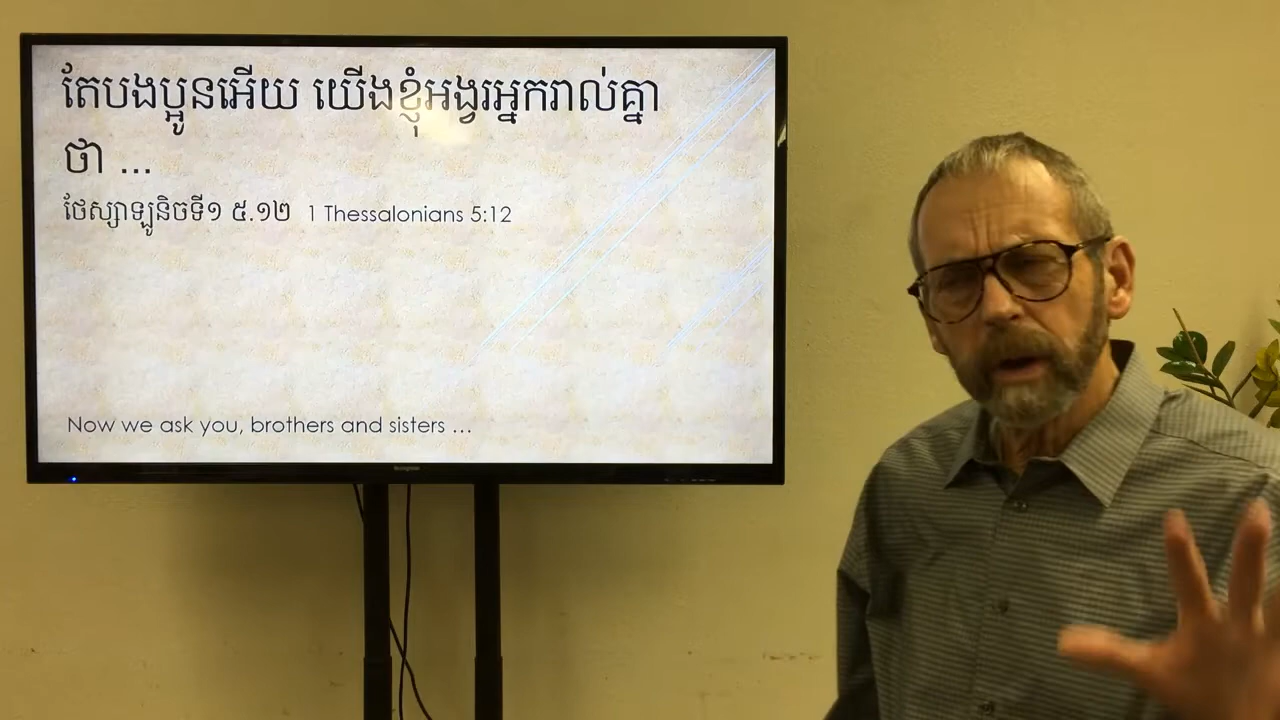 តែបងប្អូនអើយ យើងខ្ញុំអង្វរអ្នករាល់គ្នា
ថា ...
ថែស្សាឡូនិចទី១ ៥.១២ 1 Thessalonians 5:12
Now we ask you, brothers and sisters ...